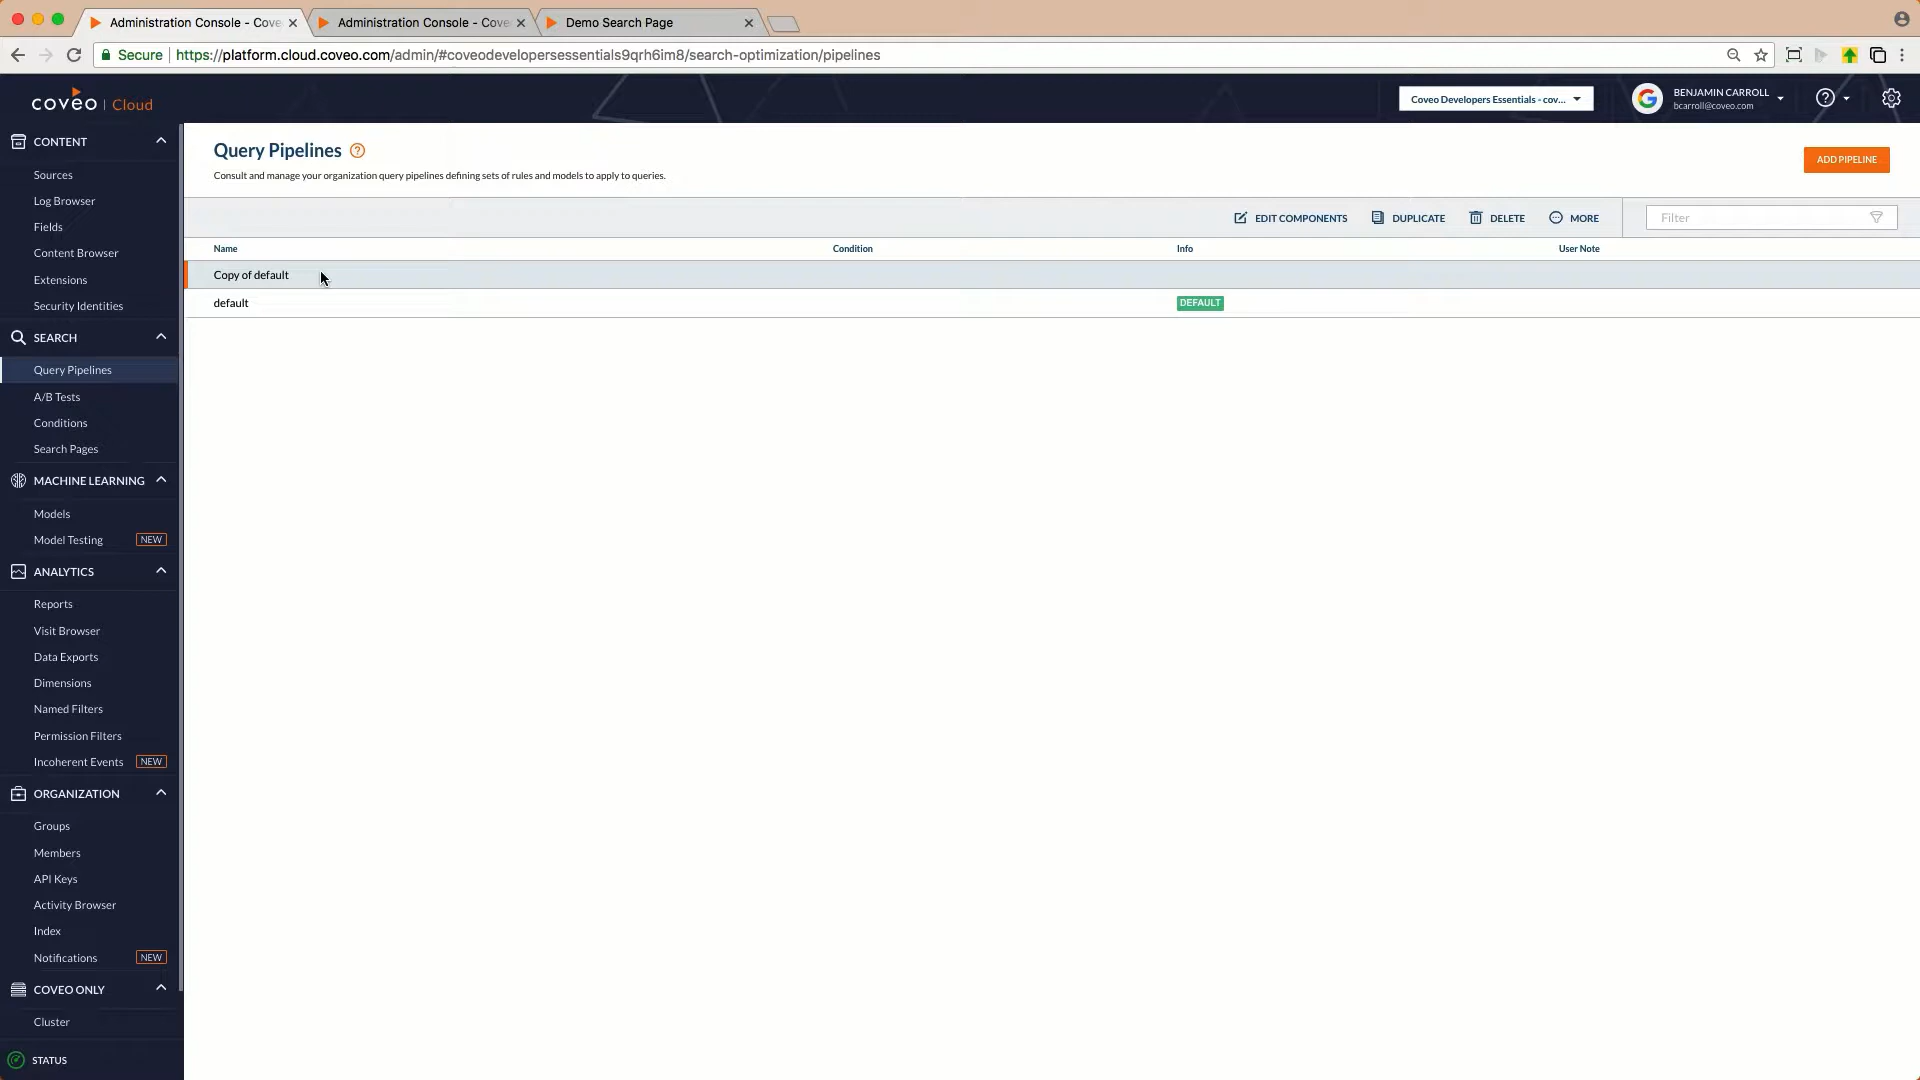 Administration Console - Cove
Administration Console - Cove
Demo Search Page
Secure
https://platform.cloud.coveo.com/admin/#coveodevelopersessentials9qrh6im8/search-optimization/pipelines
coveo | Cloud
Coveo Developers Essentials - cov...
BENJAMIN CARROLL
bcarroll@coveo.com
CONTENT
Sources
Log Browser
Fields
Content Browser
Extensions
Security Identities
SEARCH
Query Pipelines
A/B Tests
Conditions
Search Pages
MACHINE LEARNING
Models
Model Testing NEW
ANALYTICS
Reports
Visit Browser
Data Exports
Dimensions
Named Filters
Permission Filters
Incoherent Events NEW
ORGANIZATION
Groups
Members
API Keys
Activity Browser
Index
Notifications NEW
COVEO ONLY
Cluster
STATUS
Query Pipelines ?
Consult and manage your organization query pipelines defining sets of rules and models to apply to queries.
ADD PIPELINE
EDIT COMPONENTS DUPLICATE DELETE MORE Filter
Name Condition Info User Note
Copy of default
default DEFAULT